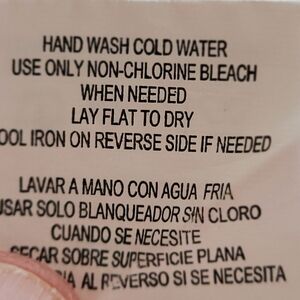 HAND WASH COLD WATER
USE ONLY NON-CHLORINE BLEACH
WHEN NEEDED
LAY FLAT TO DRY
OOL IRON ON REVERSE SIDE IF NEEDED
LAVAR A MANO CON AGUA FRIA
USAR SOLO BLANQUEADOR SIN CLORO
CUANDO SE NECESITE
SECAR SOBRE SUPERFICIE PLANA
AL REVERSO SI SE NECESITA